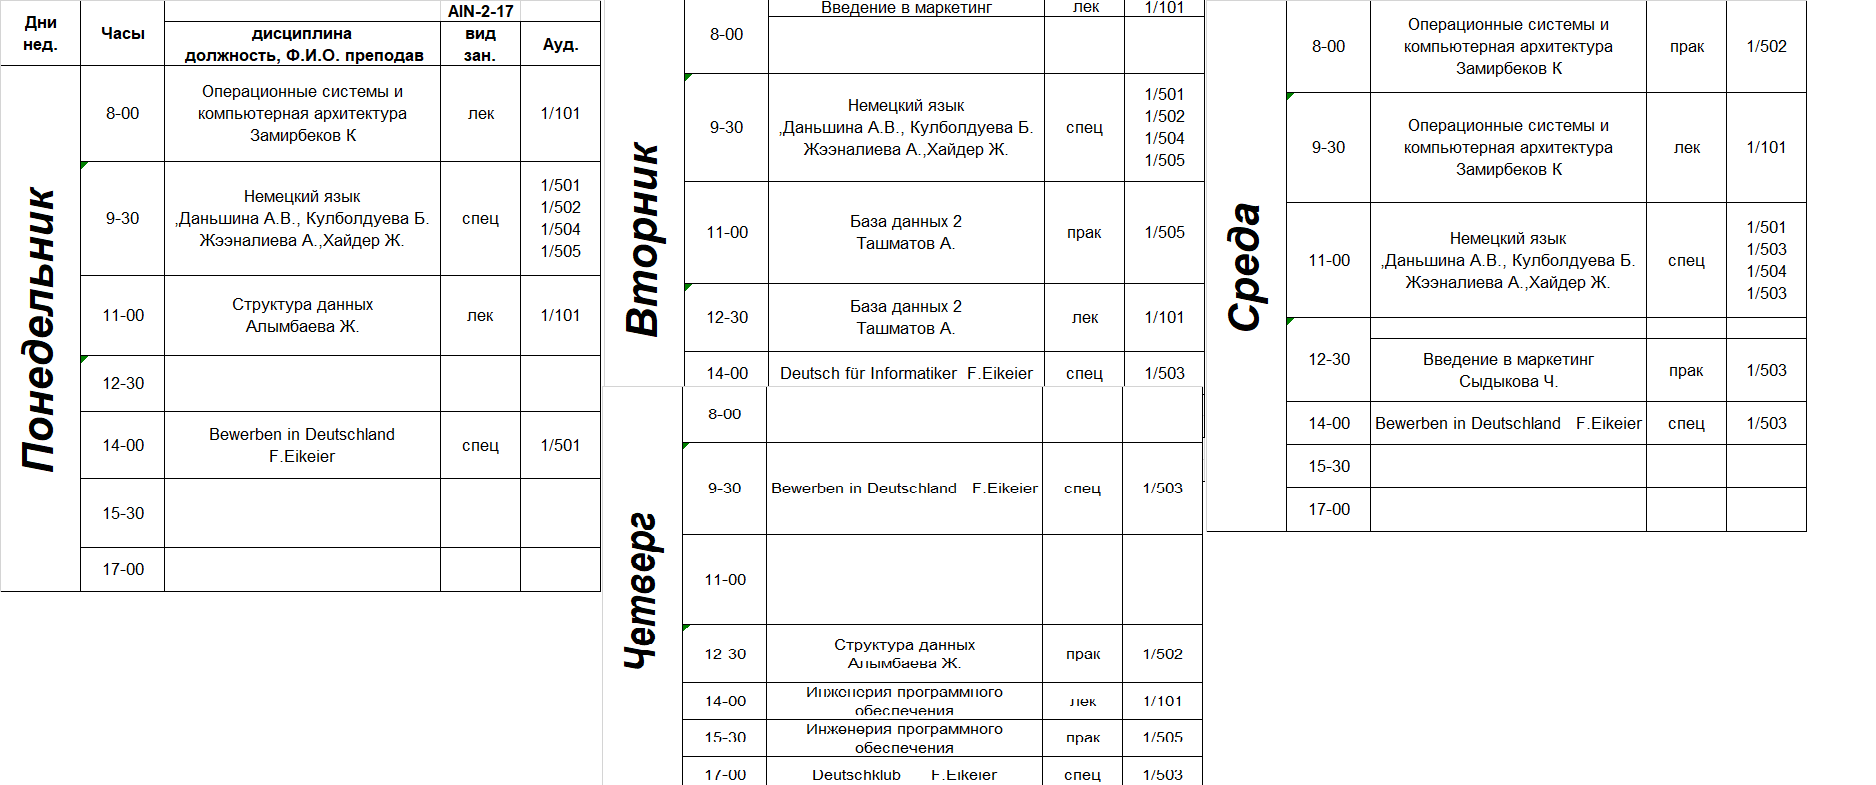 Дни
нед.
Часы
AIN-2-17
дисциплина
должность, Ф.И.О. преподав
вид
зан.
Ауд.
Понедельник
8-00
Операционные системы и
компьютерная архитектура
Замирбеков К
лек
1/101
9-30
Немецкий язык
,Даньшина А.В., Кулболдуева Б.
Жээналиева А.,Хайдер Ж.
спец
1/501
1/502
1/504
1/505
11-00
Структура данных
Алымбаева Ж.
лек
1/101
12-30
14-00
Bewerben in Deutschland
F.Eikeier
спец
1/501
15-30
17-00
Вторник
8-00
Введение в маркетинг
лек
1/101
9-30
Немецкий язык
,Даньшина А.В., Кулболдуева Б.
Жээналиева А.,Хайдер Ж.
спец
1/501
1/502
1/504
1/505
11-00
База данных 2
Ташматов А.
прак
1/505
12-30
База данных 2
Ташматов А.
лек
1/101
14-00
Deutsch für Informatiker F.Eikeier
спец
1/503
Четверг
8-00
9-30
Bewerben in Deutschland F.Eikeier
спец
1/503
11-00
12-30
Структура данных
Алымбаева Ж.
прак
1/502
14-00
Инженерия программного
обеспечения
лек
1/101
15-30
Инженерия программного
обеспечения
прак
1/505
17-00
Deutschklub F.Eikeier
спец
1/503
Среда
8-00
Операционные системы и
компьютерная архитектура
Замирбеков К
прак
1/502
9-30
Операционные системы и
компьютерная архитектура
Замирбеков К
лек
1/101
11-00
Немецкий язык
,Даньшина А.В., Кулболдуева Б.
Жээналиева А.,Хайдер Ж.
спец
1/501
1/503
1/504
1/503
12-30
Введение в маркетинг
Сыдыкова Ч.
прак
1/503
14-00
Bewerben in Deutschland F.Eikeier
спец
1/503
15-30
17-00